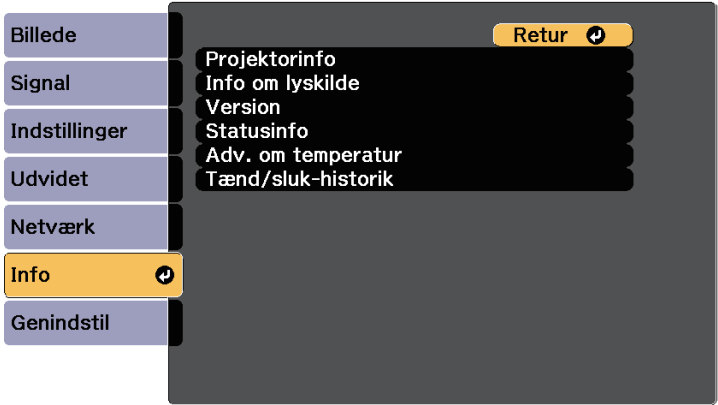 Billede
Signal
Indstillinger
Udvidet
Netværk
Info
Genindstil
Retur
Projektorinfo
Info om lyskilde
Version
Statusinfo
Adv. om temperatur
Tænd/sluk-historik